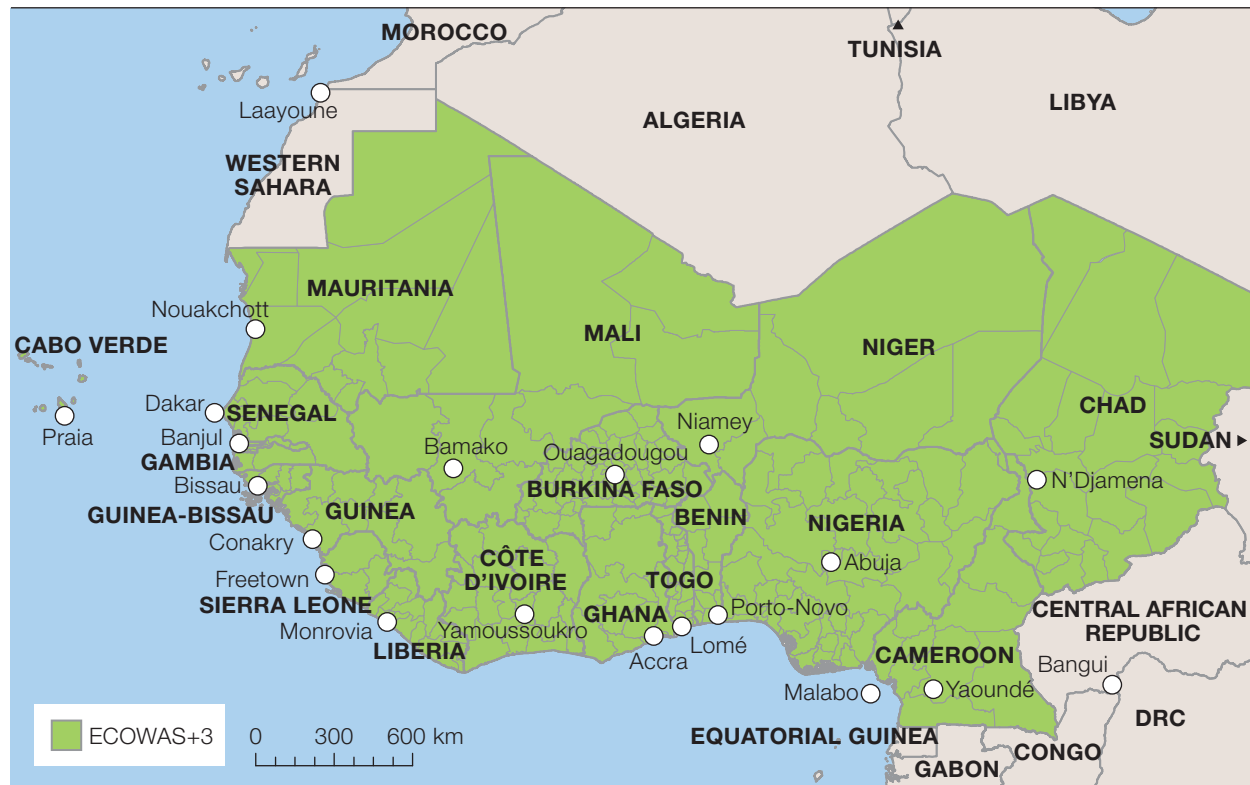 MOROCCO
TUNISIA
LIBYA
Laayoune
ALGERIA
WESTERN
SAHARA
MAURITANIA
Nouakchott
MALI
NIGER
CABO VERDE
CHAD
Dakar
SENEGAL
Praia
Banjul
Niamey
SUDAN
Bamako
Ouagadougou
GAMBIA
Bissau
N'Djamena
BURKINA FASO
GUINEA-BISSAU
GUINEA
BENIN
NIGERIA
Conakry
CÔTE
D'IVOIRE
Abuja
Freetown
TOGO
SIERRA LEONE
GHANA
Porto-Novo
CENTRAL AFRICAN
REPUBLIC
Monrovia
Yamoussoukro
Lomé
LIBERIA
Accra
CAMEROON
Bangui
Malabo
Yaoundé
DRC
ECOWAS+3
0 300 600 km
EQUATORIAL GUINEA
CONGO
GABON